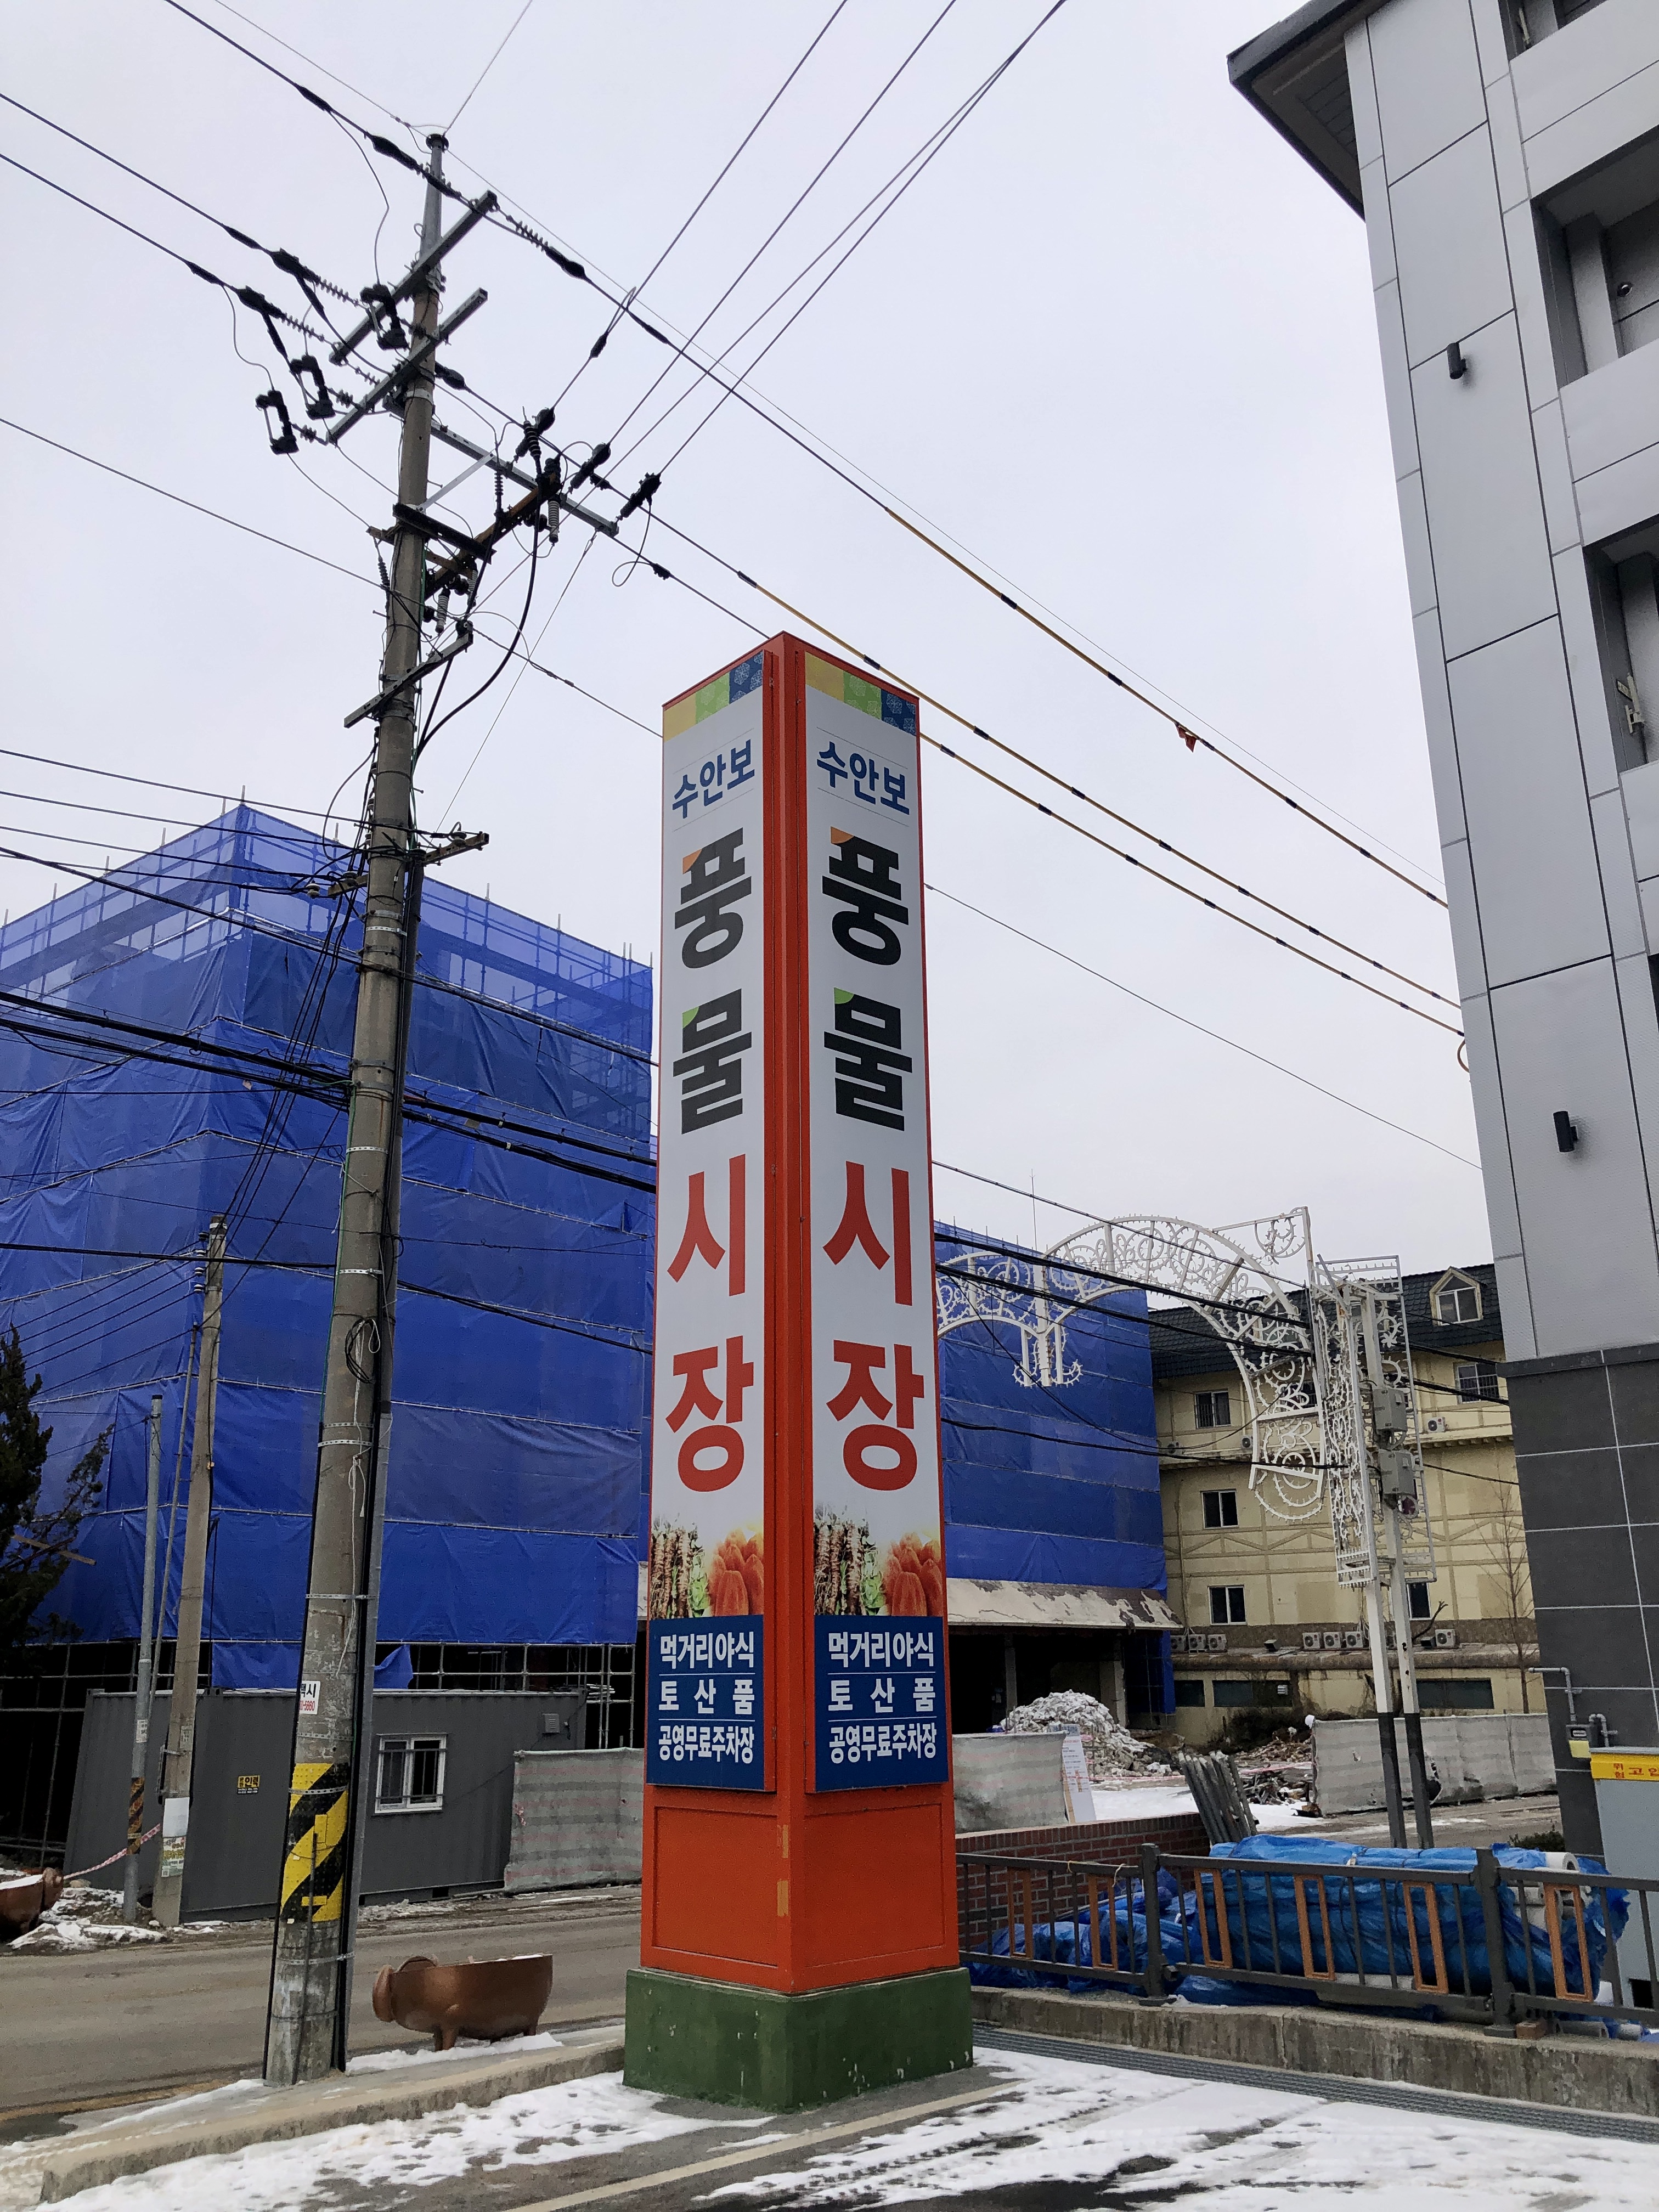 수안보
풍물시장
먹거리야식
토산품
공영무료주차장
수안보
풍물시장
먹거리야식
토산품
공영무료주차장